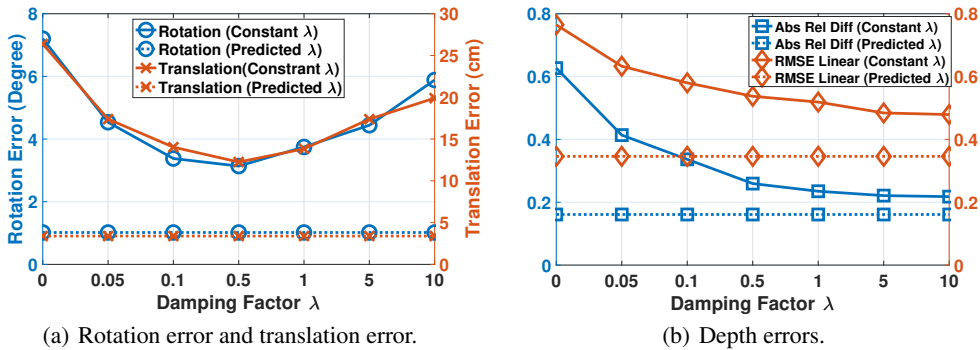 8
6
4
2
0
Rotation Error (Degree)
Rotation (Constant λ)
Rotation (Predicted λ)
Translation(Constrant λ)
Translation (Predicted λ)
30
25
20
15
10
5
0
Translation Error (cm)
0 0.05 0.1 0.5 1 5 10
Damping Factor λ
(a) Rotation error and translation error.
0.8
0.6
0.4
0.2
0
Abs Rel Diff (Constant λ)
Abs Rel Diff (Predicted λ)
RMSE Linear (Constant λ)
RMSE Linear (Predicted λ)
0.8
0.6
0.4
0.2
0 0.05 0.1 0.5 1 5 10
Damping Factor λ
(b) Depth errors.